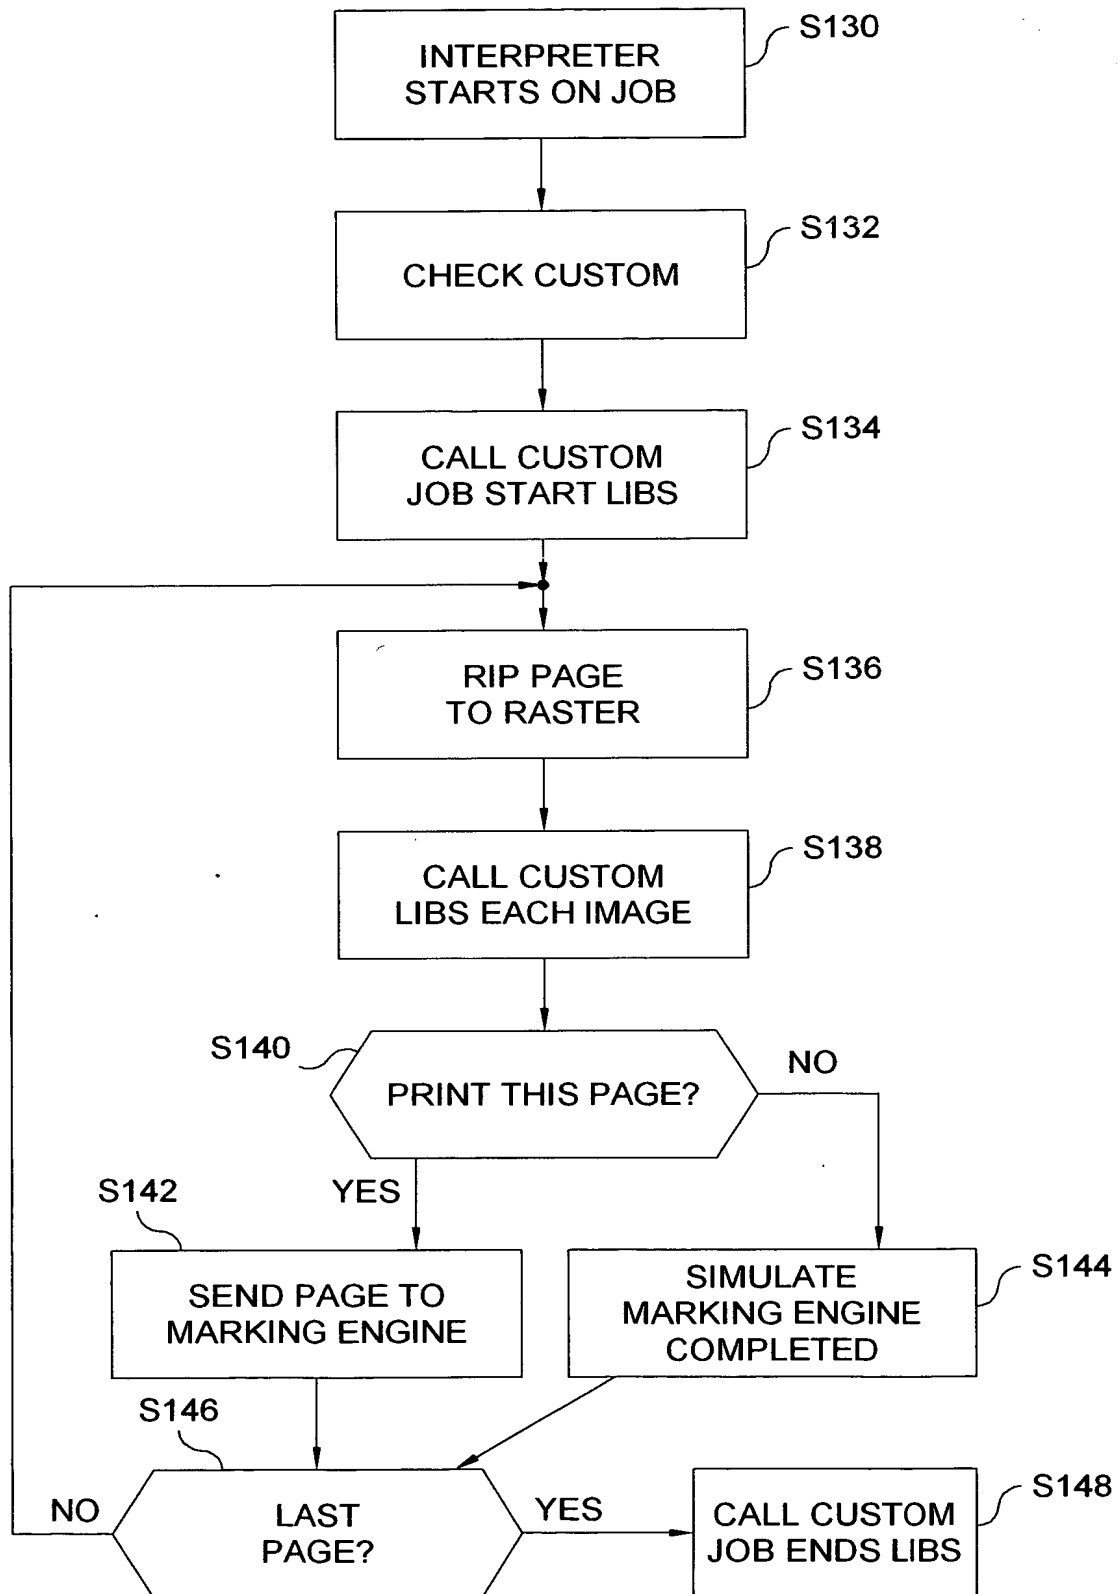 INTERPRETER
STARTS ON JOB
S130
CHECK CUSTOM
S132
CALL CUSTOM
JOB START LIBS
S134
RIP PAGE
TO RASTER
S136
CALL CUSTOM
LIBS EACH IMAGE
S138
S140
PRINT THIS PAGE?
NO
YES
S142
SEND PAGE TO
MARKING ENGINE
SIMULATE
MARKING ENGINE
COMPLETED
S144
S146
NO
LAST
PAGE?
YES
CALL CUSTOM
JOB ENDS LIBS
S148